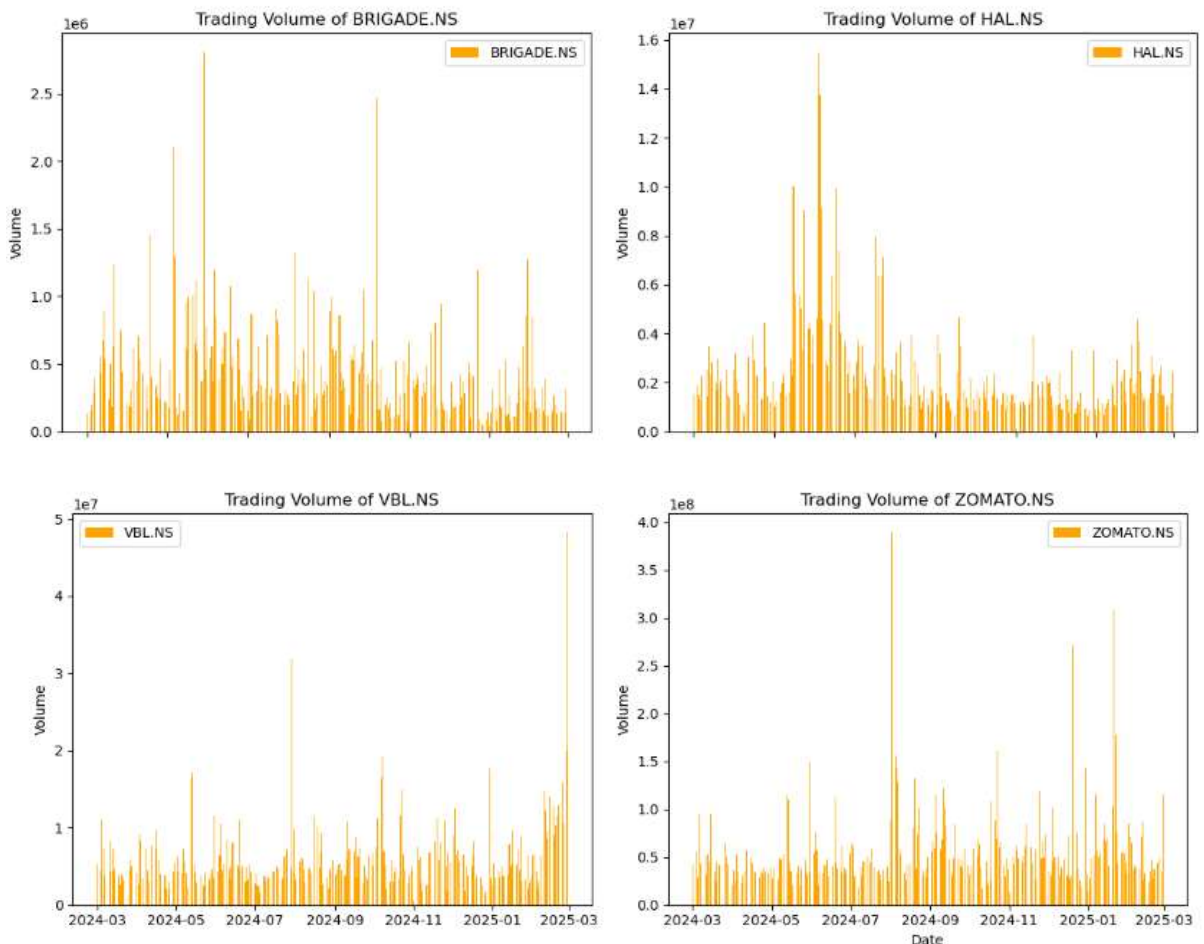 Trading Volume of BRIGADE.NS
1e6
BRIGADE.NS
Volume
2.5
2.0
1.5
1.0
0.5
0.0
Trading Volume of HAL.NS
1e7
HAL.NS
Volume
1.6
1.4
1.2
1.0
0.8
0.6
0.4
0.2
0.0
Trading Volume of VBL.NS
1e7
VBL.NS
Volume
5
4
3
2
1
0
2024-03 2024-05 2024-07 2024-09 2024-11 2025-01 2025-03
Trading Volume of ZOMATO.NS
1e8
ZOMATO.NS
Volume
4.0
3.5
3.0
2.5
2.0
1.5
1.0
0.5
0.0
2024-03 2024-05 2024-07 2024-09 2024-11 2025-01 2025-03
Date